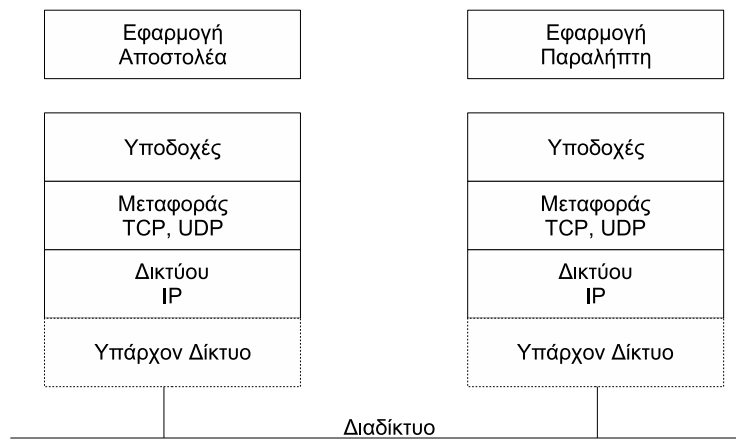 Εφαρμογή
Αποστολέα
Υποδοχές
Μεταφοράς
TCP, UDP
Δικτύου
IP
Υπάρχον Δίκτυο
Εφαρμογή
Παραλήπτη
Υποδοχές
Μεταφοράς
TCP, UDP
Δικτύου
IP
Υπάρχον Δίκτυο
Διαδίκτυο